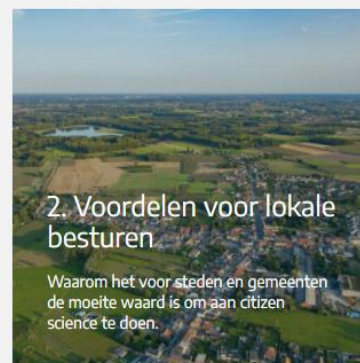 2. Voordelen voor lokale
besturen
Waarom het voor steden en gemeenten
de moeite waard is om aan citizen
science te doen.